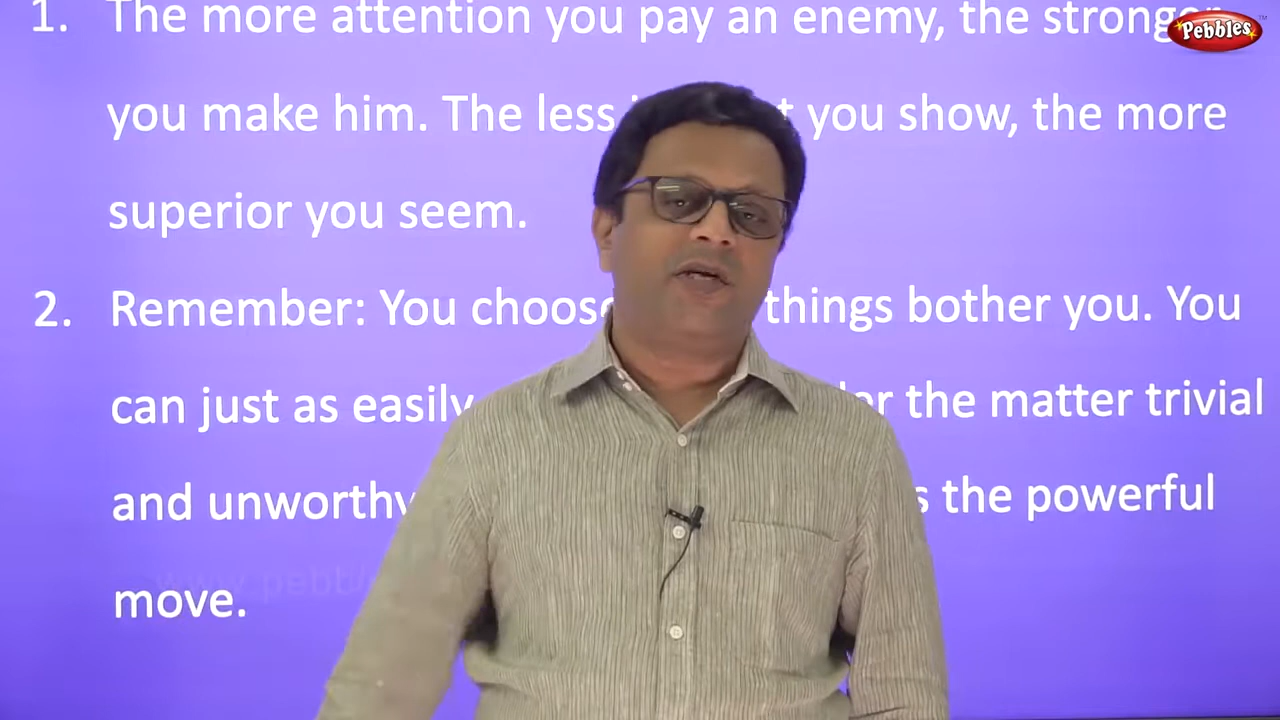 1. The more attention you pay an enemy, the stronger
Pebbles
you make him. The less you show, the more
superior you seem.
2. Remember: You choose things bother you. You
can just as easily the matter trivial
and unworthy the powerful
move.